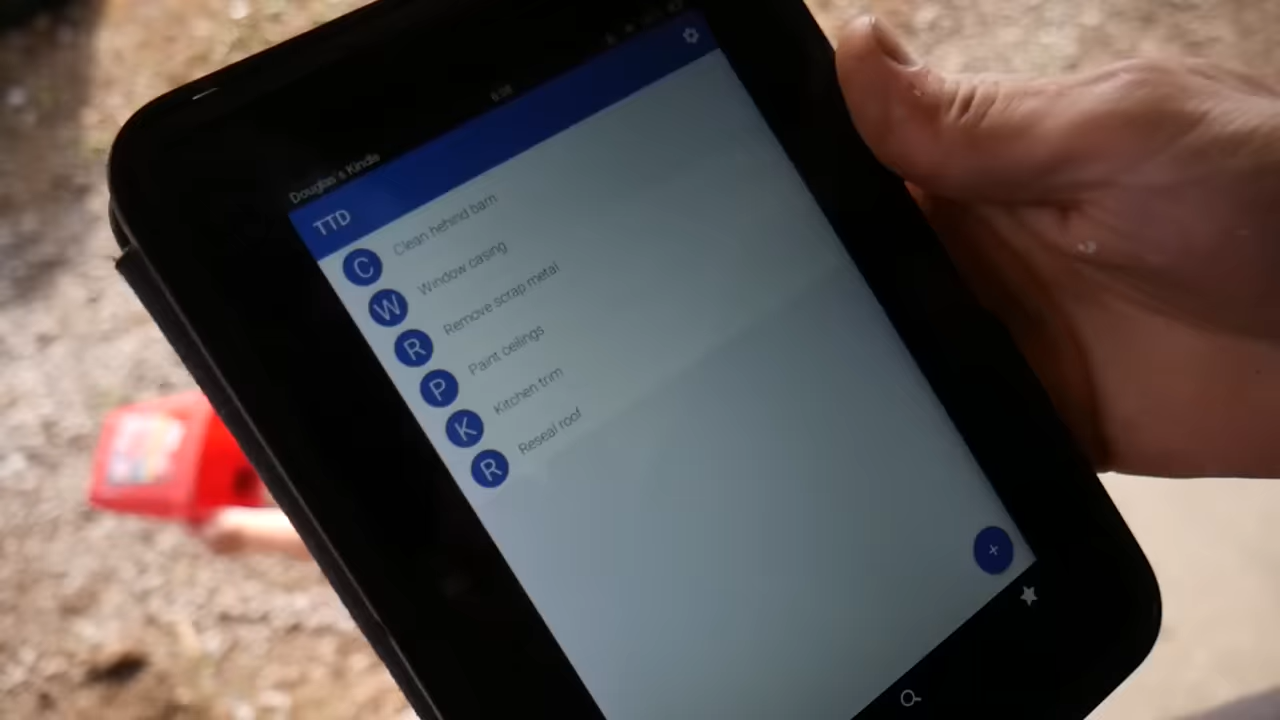 Douglas's Kindle
TTD
C Clean behind barn
W Window casing
R Remove scrap metal
P Paint ceilings
K Kitchen trim
R Reseal roof
+